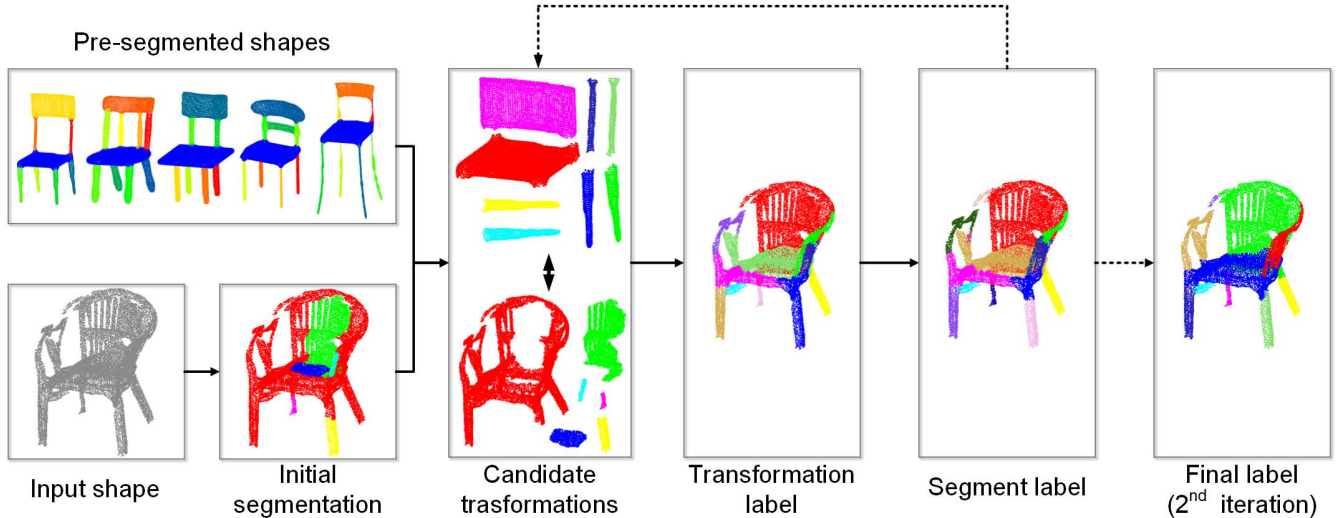 Pre-segmented shapes
Input shape
Initial
segmentation
Candidate
trasformations
Transformation
label
Segment label
Final label
(2nd iteration)